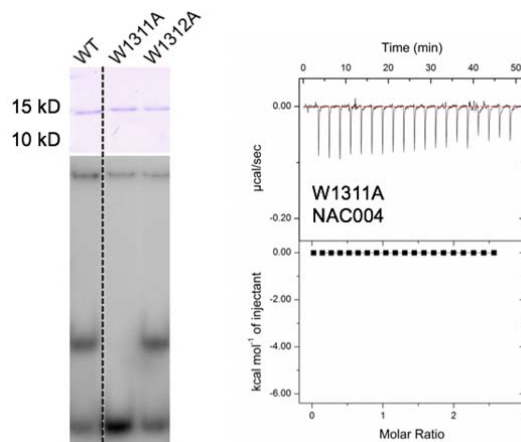 WT W1311A W1312A
15 kD
10 kD
Time (min)
0 10 20 30 40 50
0.00
µcal/sec
-0.20
W1311A
NAC004
0.00
-2.00
kcal mol⁻¹ of injectant
-4.00
-6.00
0 1 2
Molar Ratio